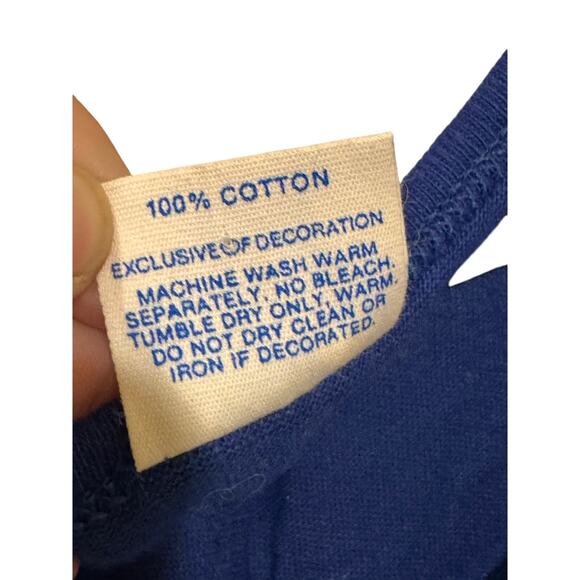 100% COTTON
EXCLUSIVE OF DECORATION
MACHINE WASH WARM
SEPARATELY, NO BLEACH.
TUMBLE DRY ONLY, WARM.
DO NOT DRY CLEAN OR
IRON IF DECORATED.